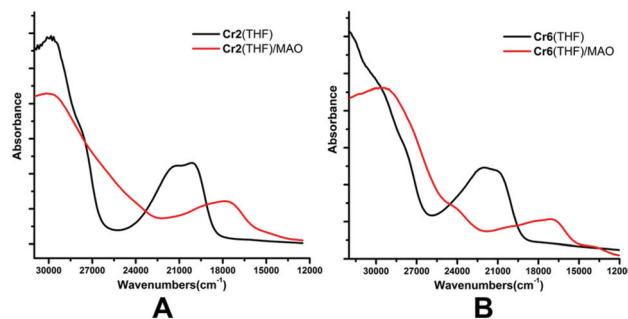 Cr2(THF)
Cr2(THF)/MAO
Absorbance
30000 27000 24000 21000 18000 15000 12000
Wavenumbers(cm-1)
A
Cr6(THF)
Cr6(THF)/MAO
Absorbance
30000 27000 24000 21000 18000 15000 12000
Wavenumbers(cm-1)
B